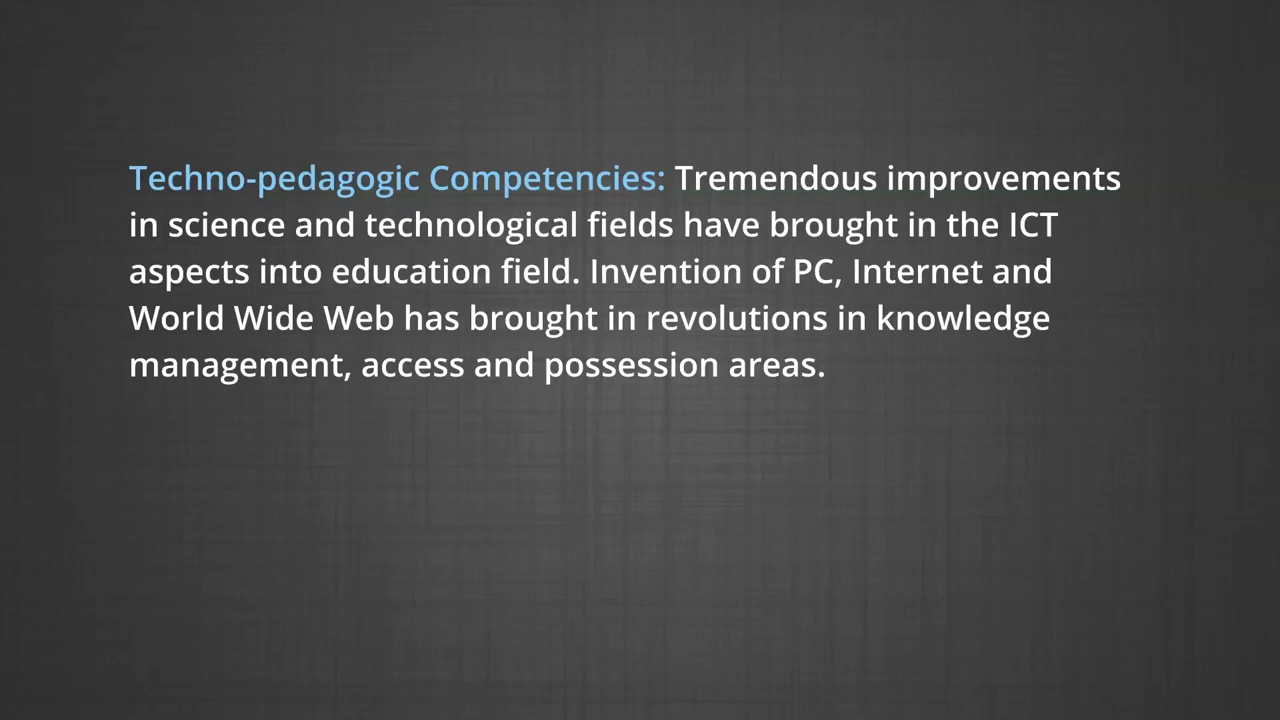 Techno-pedagogic Competencies: Tremendous improvements
in science and technological fields have brought in the ICT
aspects into education field. Invention of PC, Internet and
World Wide Web has brought in revolutions in knowledge
management, access and possession areas.